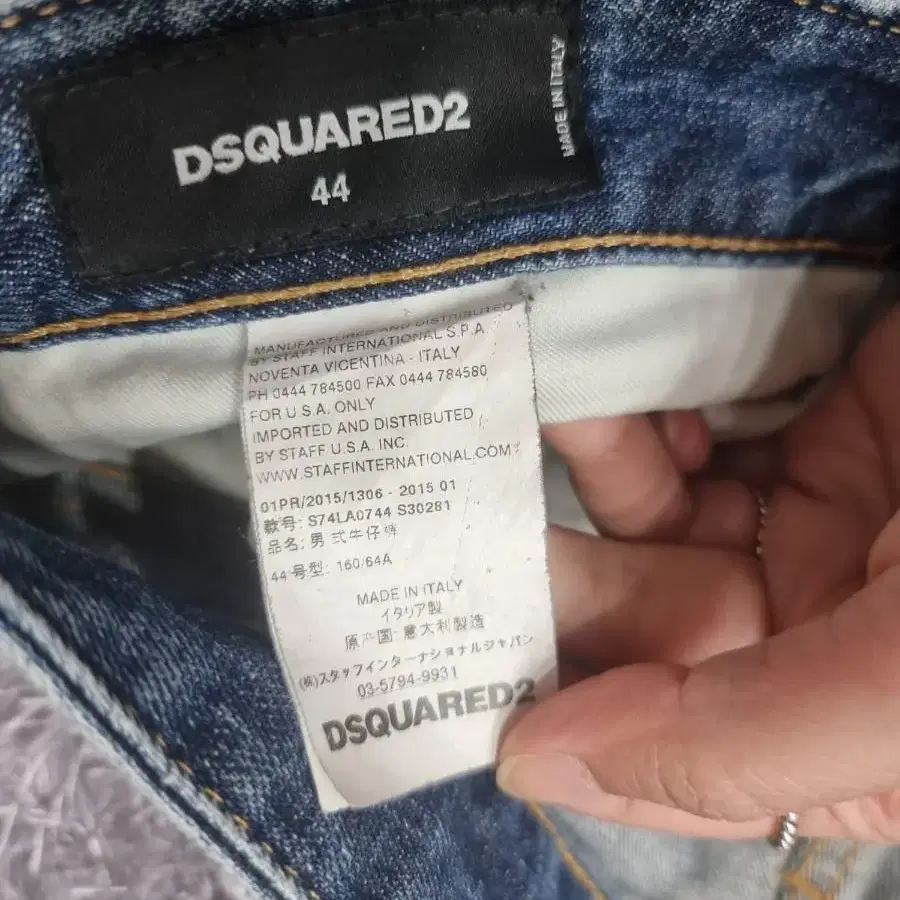 DSQUARED2
44
MADE IN ITALY
MANUFACTURED AND DISTRIBUTED
BY STAFF INTERNATIONAL S.P.A.
NOVENTA VICENTINA - ITALY
PH 0444 784500 FAX 0444 784580
FOR U.S.A. ONLY
IMPORTED AND DISTRIBUTED
BY STAFF U.S.A. INC.
WWW.STAFFINTERNATIONAL.COM
01PR/2015/1306 - 2015 01
款号: S74LA0744 S30281
品名: 男式牛仔裤
44号型: 160/64A
MADE IN ITALY
イタリア製
原产国: 意大利製造
(株)スタッフインターナショナルジャパン
03-5794-9931
DSQUARED2